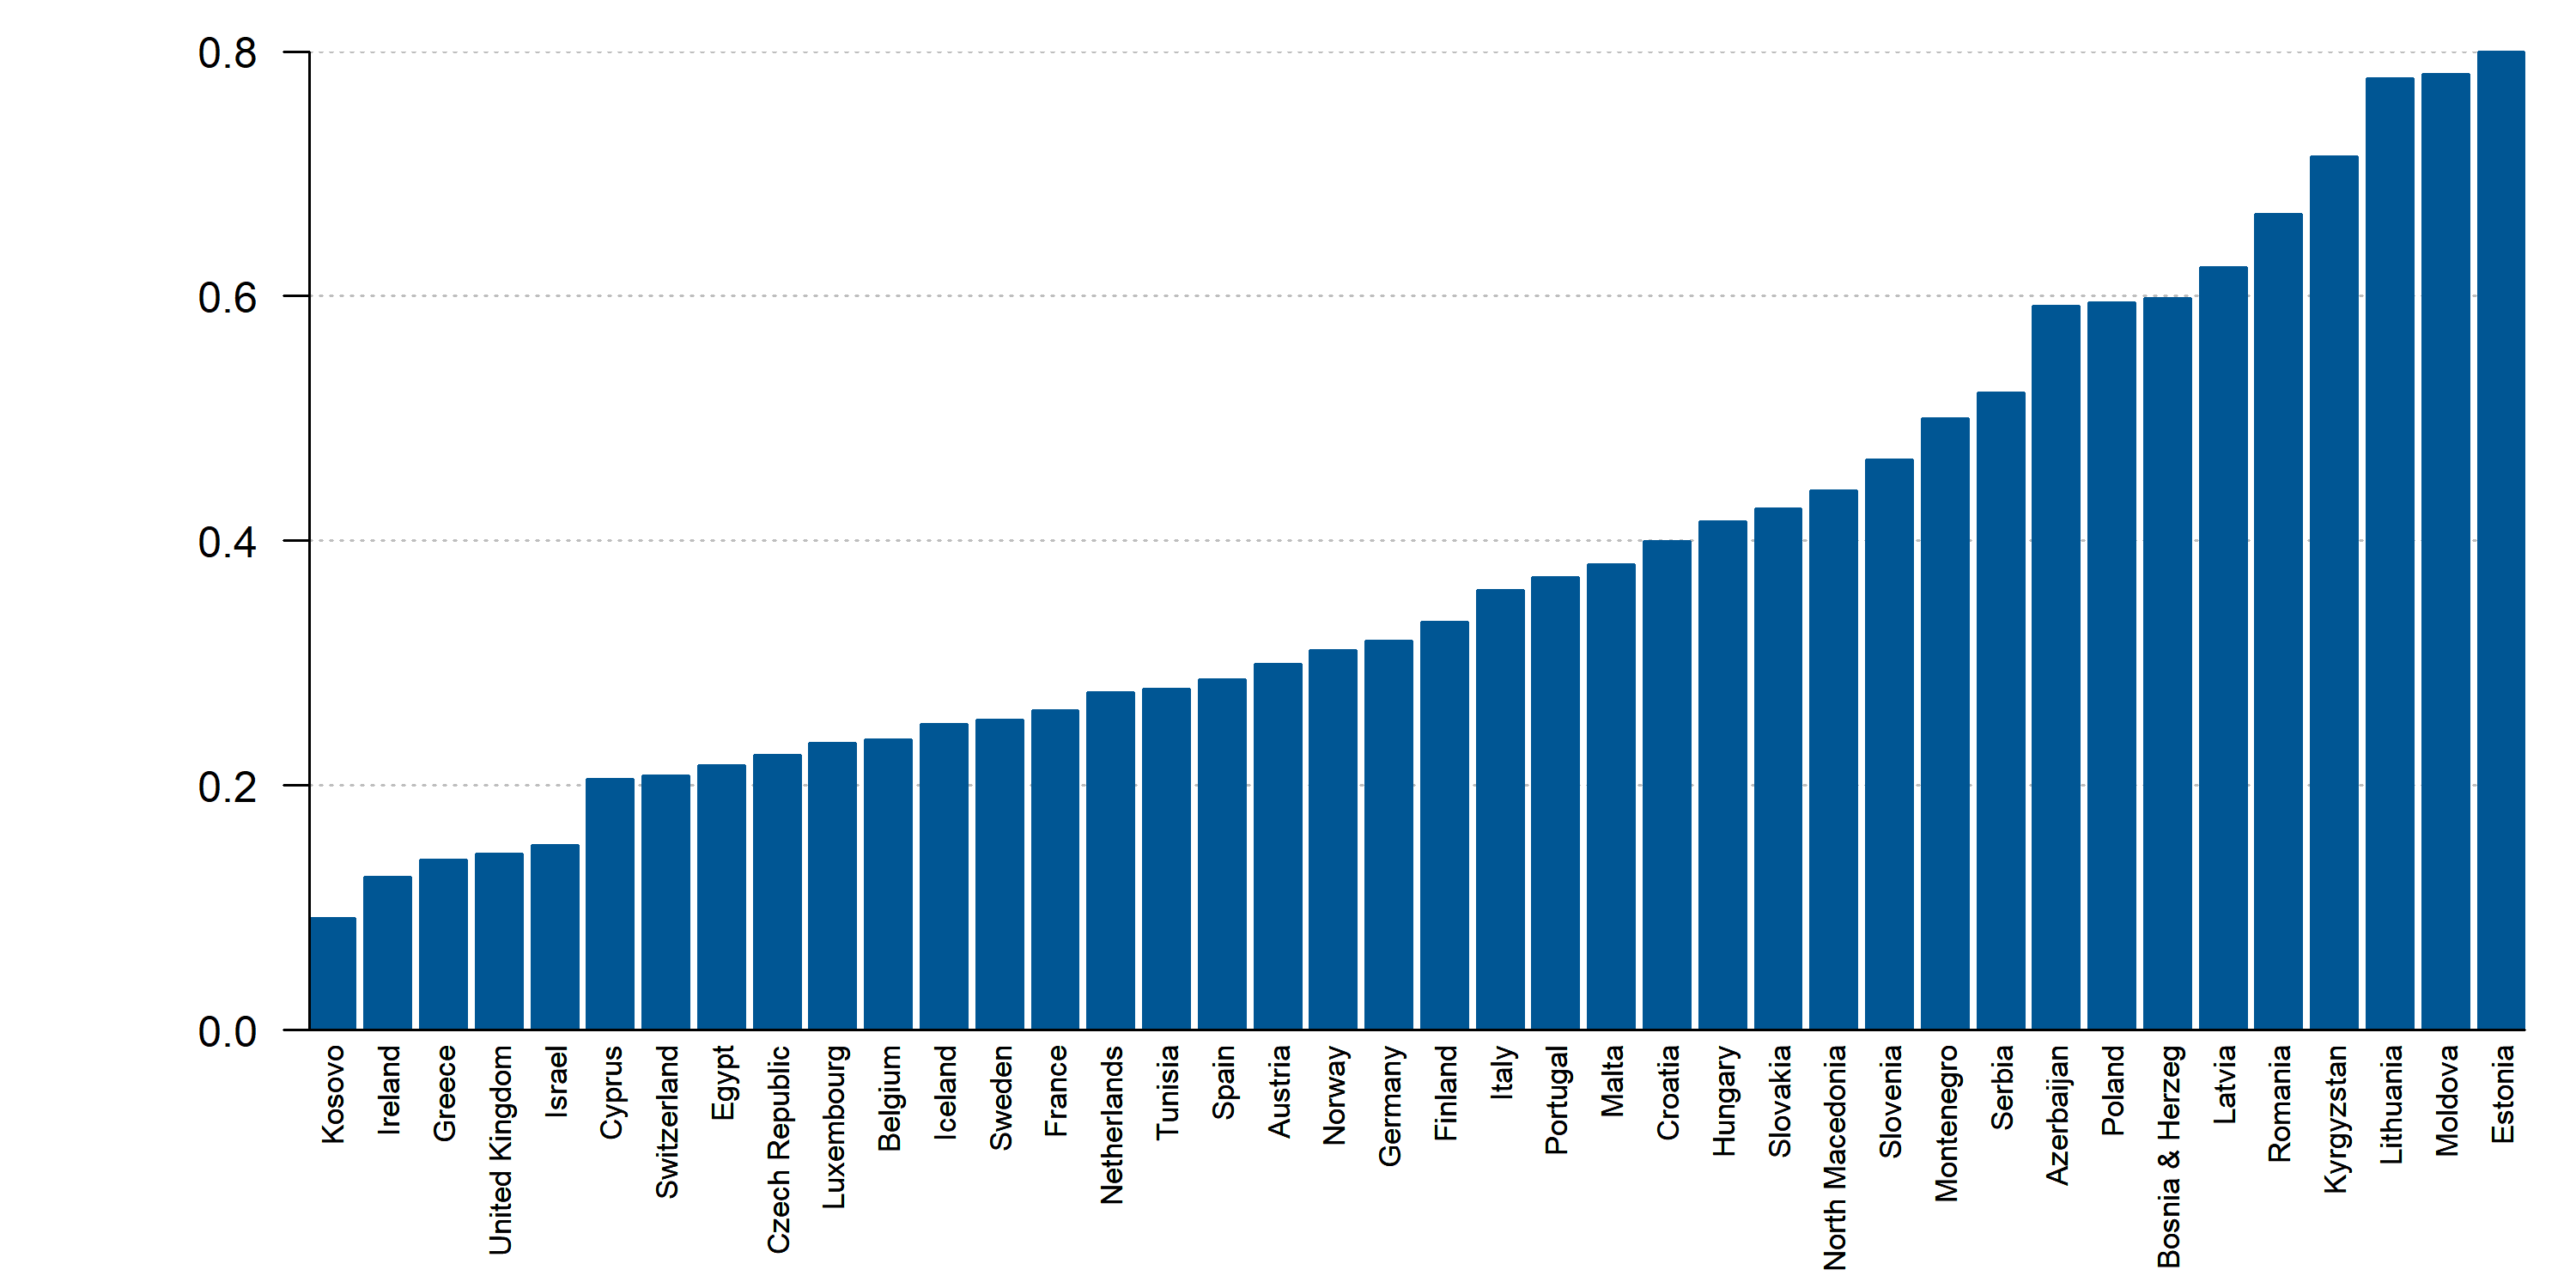 0.8
0.6
0.4
0.2
0.0
Kosovo
Ireland
Greece
United Kingdom
Israel
Cyprus
Switzerland
Egypt
Czech Republic
Luxembourg
Belgium
Iceland
Sweden
France
Netherlands
Tunisia
Spain
Austria
Norway
Germany
Finland
Italy
Portugal
Malta
Croatia
Hungary
Slovakia
North Macedonia
Slovenia
Montenegro
Serbia
Azerbaijan
Poland
Bosnia & Herzeg
Latvia
Romania
Kyrgyzstan
Lithuania
Moldova
Estonia